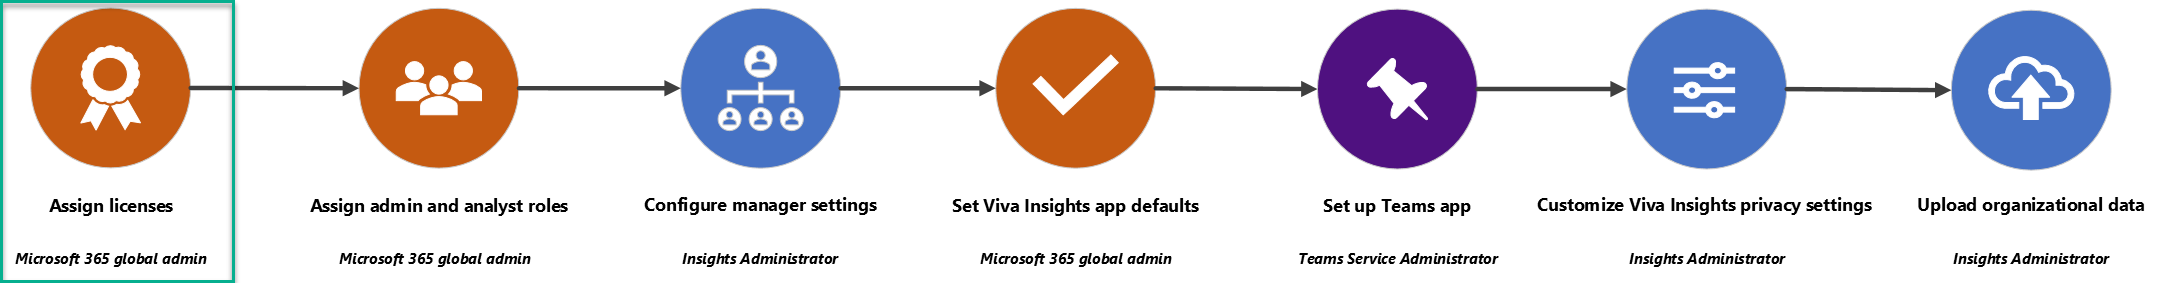 Assign licenses
Assign admin and analyst roles
Configure manager settings
Set Viva Insights app defaults
Set up Teams app
Customize Viva Insights privacy settings
Upload organizational data
Microsoft 365 global admin
Microsoft 365 global admin
Insights Administrator
Microsoft 365 global admin
Teams Service Administrator
Insights Administrator
Insights Administrator